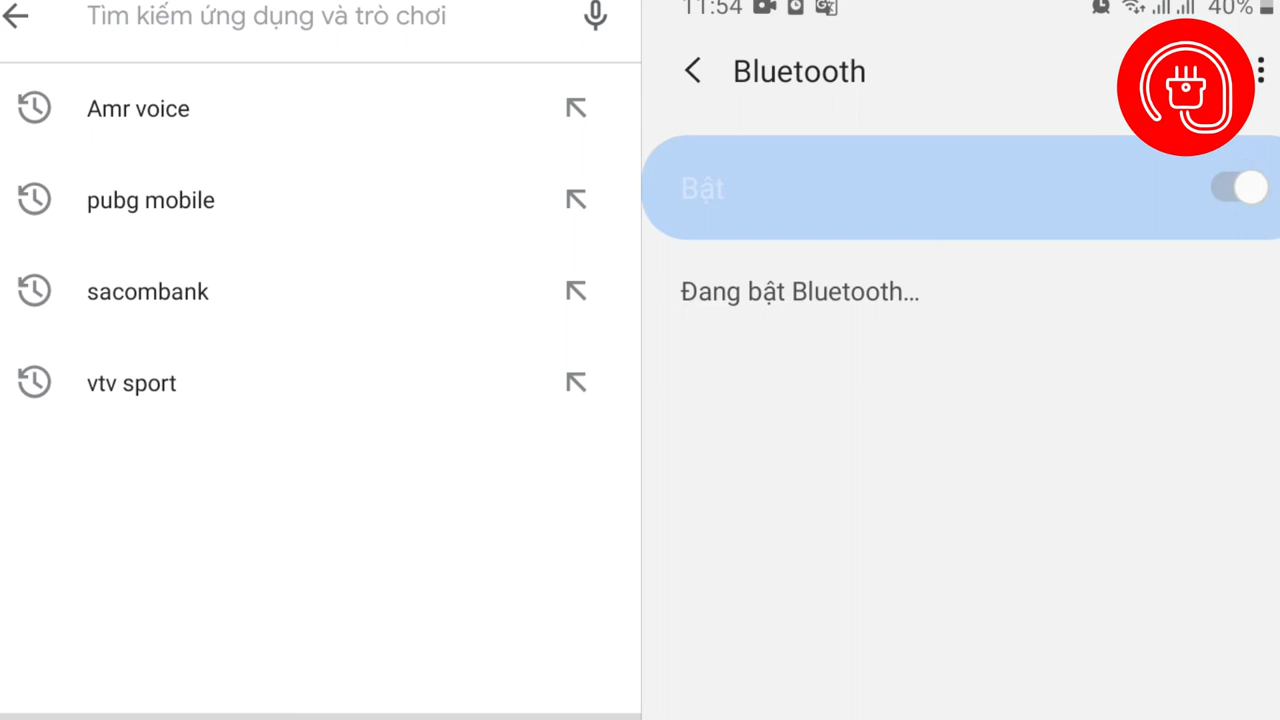 Tìm kiếm ứng dụng và trò chơi
Amr voice
pubg mobile
sacombank
vtv sport
11:54
40%
Bluetooth
Bật
Đang bật Bluetooth...